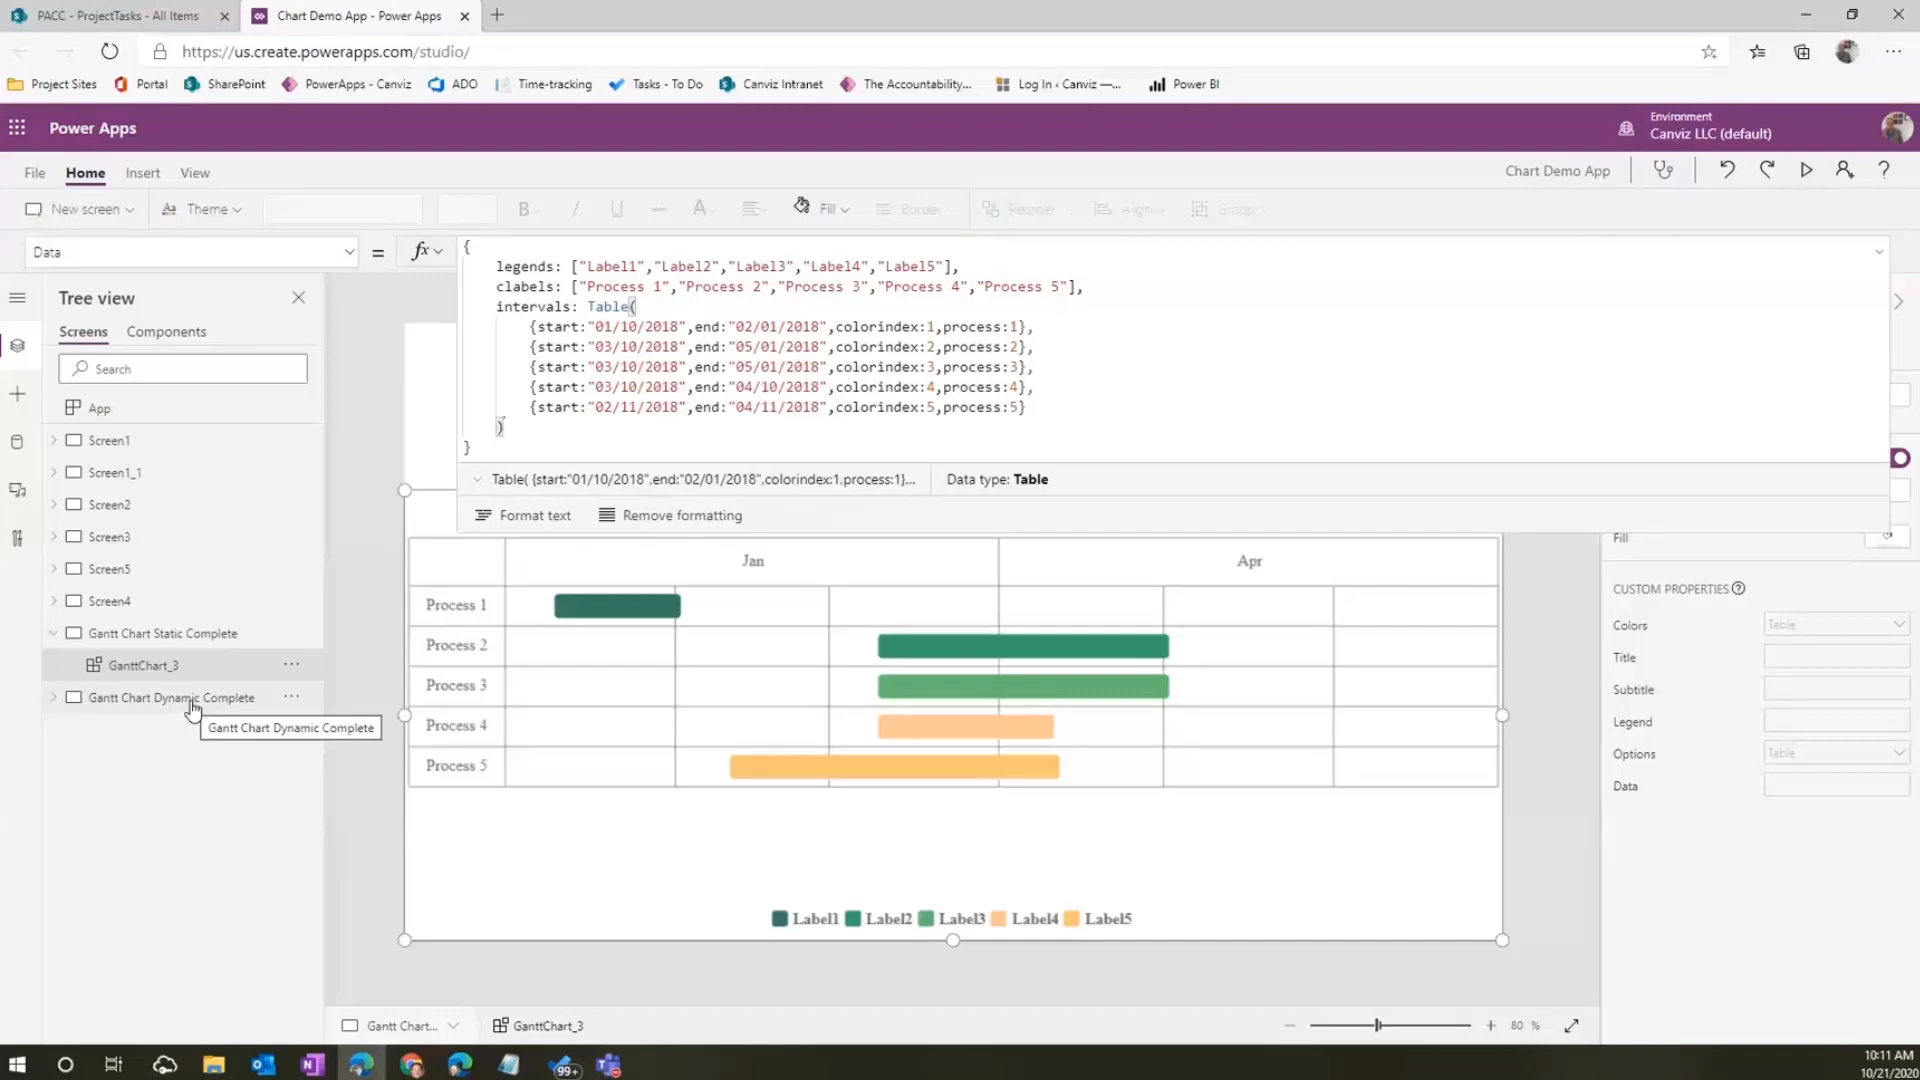 PACC - ProjectTasks - All Items
Chart Demo App - Power Apps
https://us.create.powerapps.com/studio/
Project Sites
Portal
SharePoint
PowerApps - Canviz
ADO
Time-tracking
Tasks - To Do
Canviz Intranet
The Accountability...
Log In ‹ Canviz —...
Power BI
Power Apps
Environment
Canviz LLC (default)
File
Home
Insert
View
Chart Demo App
New screen
Theme
Fill
Border
Reorder
Align
Group
Data
=
fx
{
legends: ["Label1","Label2","Label3","Label4","Label5"],
clabels: ["Process 1","Process 2","Process 3","Process 4","Process 5"],
intervals: Table(
{start:"01/10/2018",end:"02/01/2018",colorindex:1,process:1},
{start:"03/10/2018",end:"05/01/2018",colorindex:2,process:2},
{start:"03/10/2018",end:"05/01/2018",colorindex:3,process:3},
{start:"03/10/2018",end:"04/10/2018",colorindex:4,process:4},
{start:"02/11/2018",end:"04/11/2018",colorindex:5,process:5}
)
}
Table( {start:"01/10/2018",end:"02/01/2018",colorindex:1,process:1}...
Data type: Table
Format text
Remove formatting
Tree view
Screens
Components
Search
App
Screen1
Screen1_1
Screen2
Screen3
Screen5
Screen4
Gantt Chart Static Complete
GanttChart_3
Gantt Chart Dynamic Complete
Gantt Chart Dynamic Complete
Jan
Apr
Process 1
Process 2
Process 3
Process 4
Process 5
Label1
Label2
Label3
Label4
Label5
Fill
CUSTOM PROPERTIES
Colors
Table
Title
Subtitle
Legend
Options
Table
Data
Gantt Chart...
GanttChart_3
80 %
99+
10:11 AM
10/21/2020